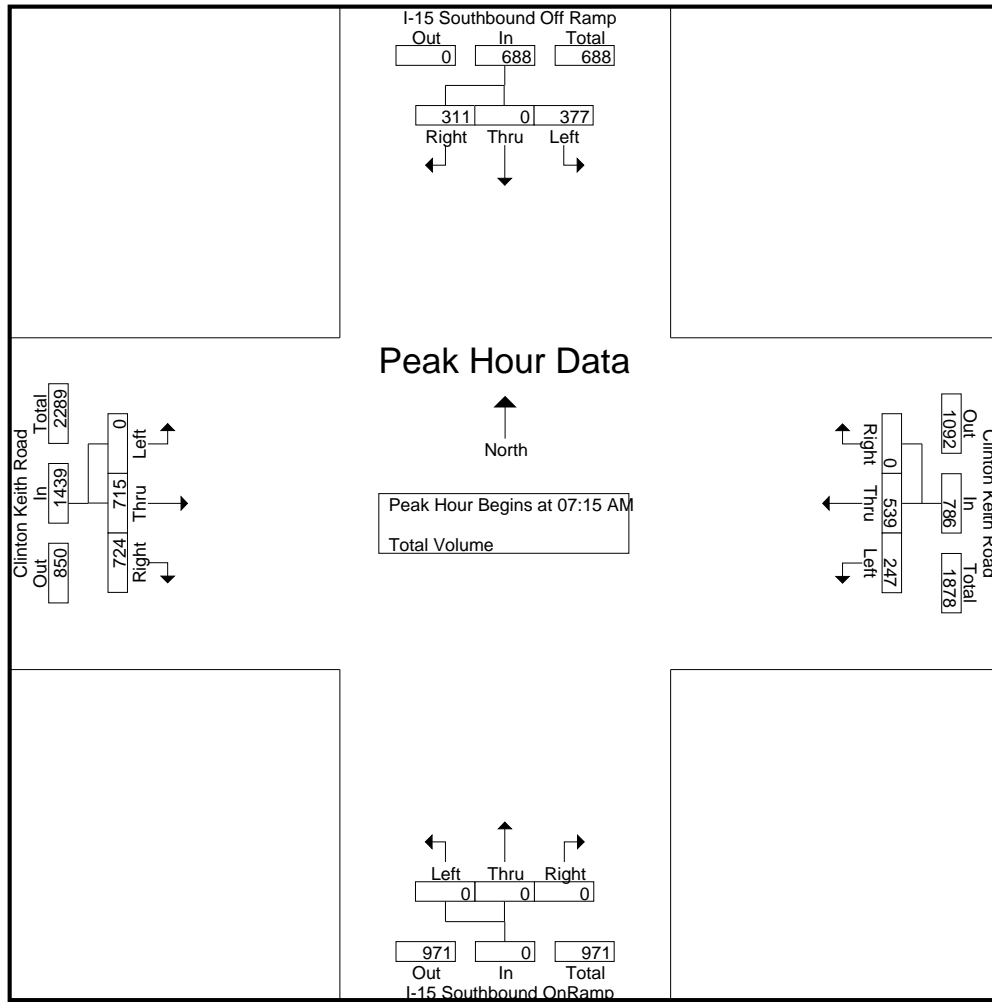 I-15 Southbound Off Ramp
Out In Total
0 688 688
311 0 377
Right Thru Left
Peak Hour Data
North
Peak Hour Begins at 07:15 AM
Total Volume
Clinton Keith Road
Out In Total
850 1439 2289
0 715 724
Left Thru Right
Clinton Keith Road
Out In Total
1092 786 1878
0 539 247
Right Thru Left
Left Thru Right
0 0 0
971 0 971
Out In Total
I-15 Southbound OnRamp